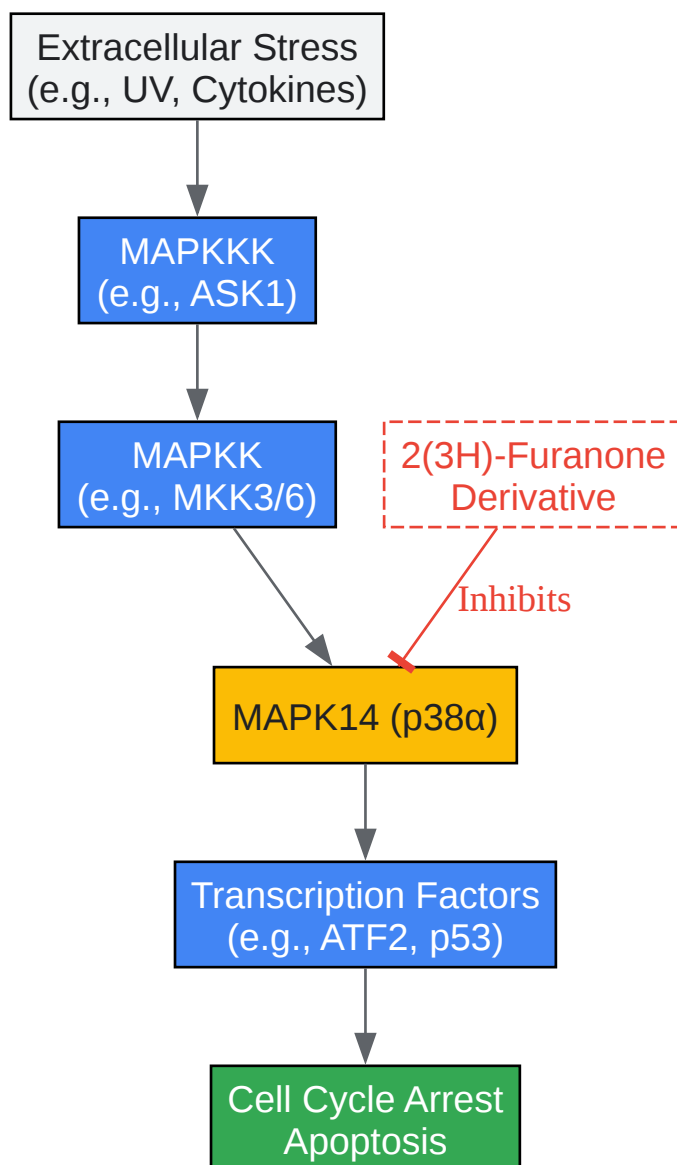 Extracellular Stress
(e.g., UV, Cytokines)
MAPKKK
(e.g., ASK1)
MAPKK
(e.g., MKK3/6)
2(3H)-Furanone
Derivative
Inhibits
MAPK14 (p38α)
Transcription Factors
(e.g., ATF2, p53)
Cell Cycle Arrest
Apoptosis